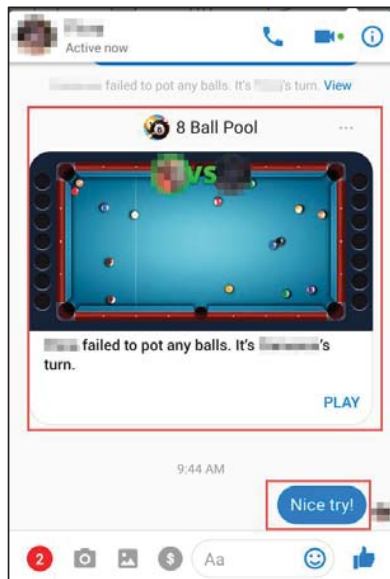 Active now
failed to pot any balls. It's 's turn. View
8 Ball Pool
VS
failed to pot any balls. It's 's
turn.
PLAY
9:44 AM
Nice try!
2
$
Aa